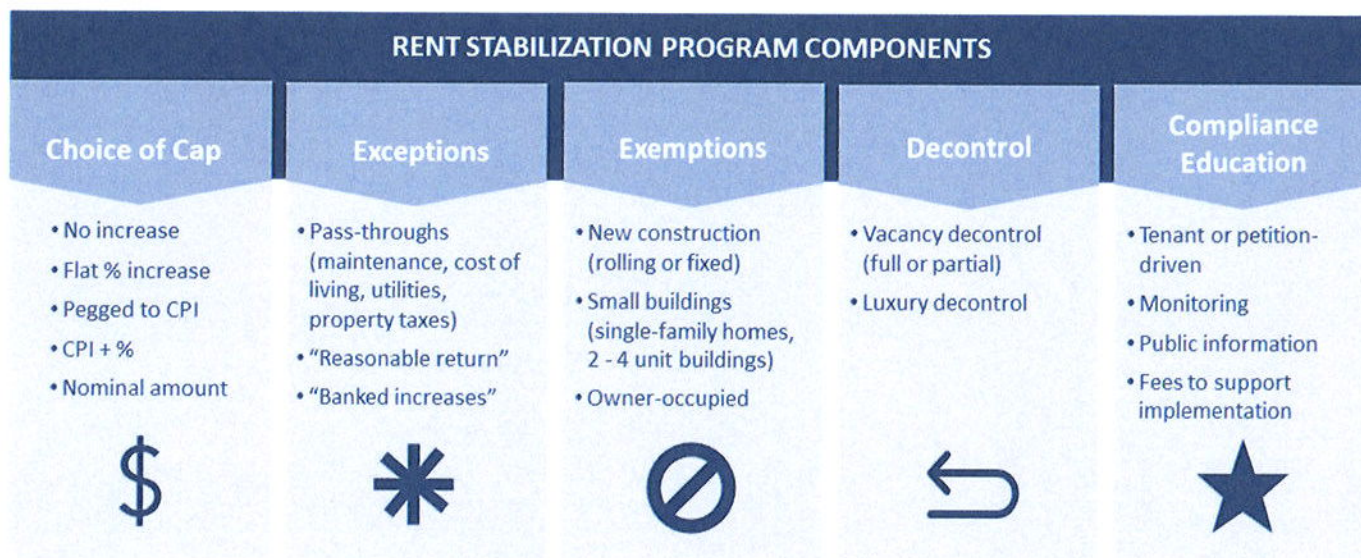 RENT STABILIZATION PROGRAM COMPONENTS
Choice of Cap
• No increase
• Flat % increase
• Pegged to CPI
• CPI + %
• Nominal amount
Exceptions
• Pass-throughs
(maintenance, cost of
living, utilities,
property taxes)
• “Reasonable return”
• “Banked increases”
Exemptions
• New construction
(rolling or fixed)
• Small buildings
(single-family homes,
2 - 4 unit buildings)
• Owner-occupied
Decontrol
• Vacancy decontrol
(full or partial)
• Luxury decontrol
Compliance
Education
• Tenant or petition-
driven
• Monitoring
• Public information
• Fees to support
implementation